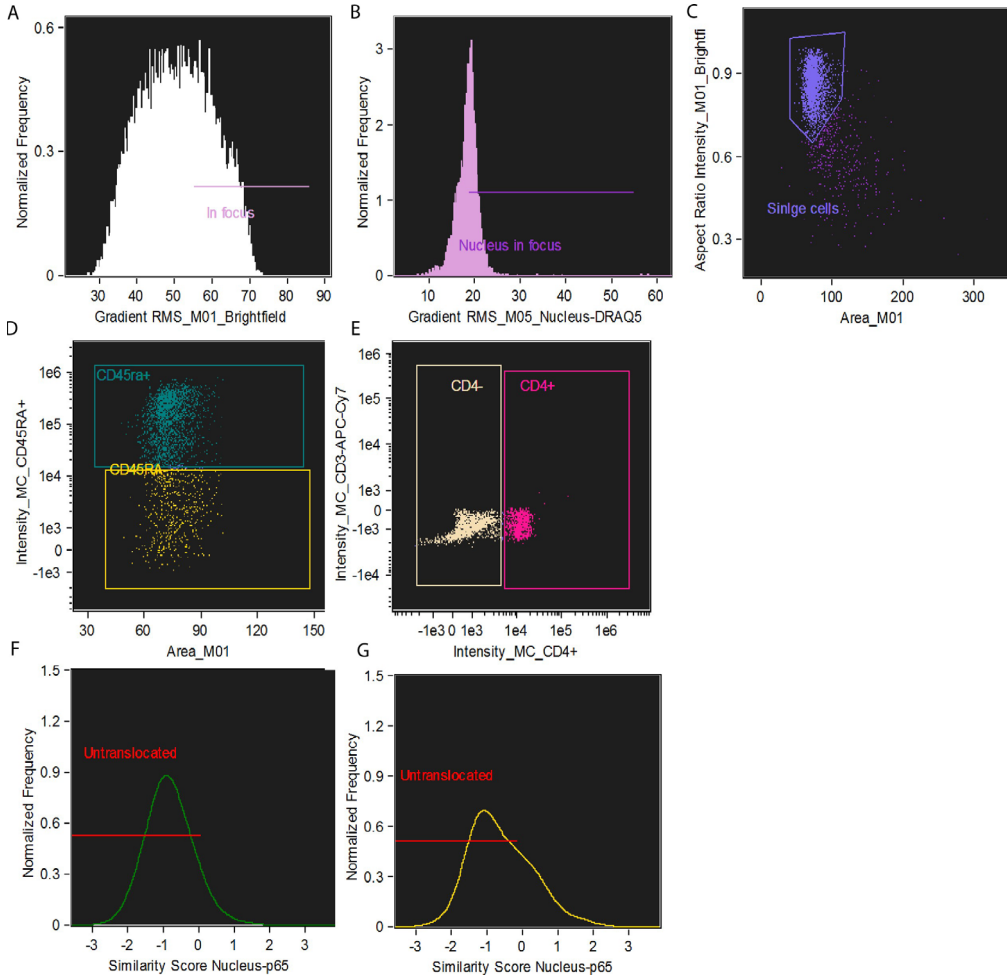 A
Normalized Frequency
0.6
0.3
0
In focus
30 40 50 60 70 80 90
Gradient RMS_M01_Brightfield
B
Normalized Frequency
3
2
1
0
Nucleus in focus
10 20 30 40 50 60
Gradient RMS_M05_Nucleus-DRAQ5
C
Aspect Ratio Intensity_M01_Brightfi
0.9
0.6
0.3
Sinlge cells
0 100 200 300
Area_M01
D
Intensity_MC_CD45RA+
1e6
1e5
1e4
1e3
0
-1e3
CD45ra+
CD45RA
30 60 90 120 150
Area_M01
E
Intensity_MC_CD3-APC-Cy7
1e6
1e5
1e4
1e3
0
-1e3
-1e4
CD4-
CD4+
-1e3 0 1e3 1e4 1e5 1e6
Intensity_MC_CD4+
F
Normalized Frequency
1.5
1.2
0.9
0.6
0.3
0
Untranslocated
-3 -2 -1 0 1 2 3
Similarity Score Nucleus-p65
G
Normalized Frequency
1.5
1.2
0.9
0.6
0.3
0
Untranslocated
-3 -2 -1 0 1 2 3
Similarity Score Nucleus-p65